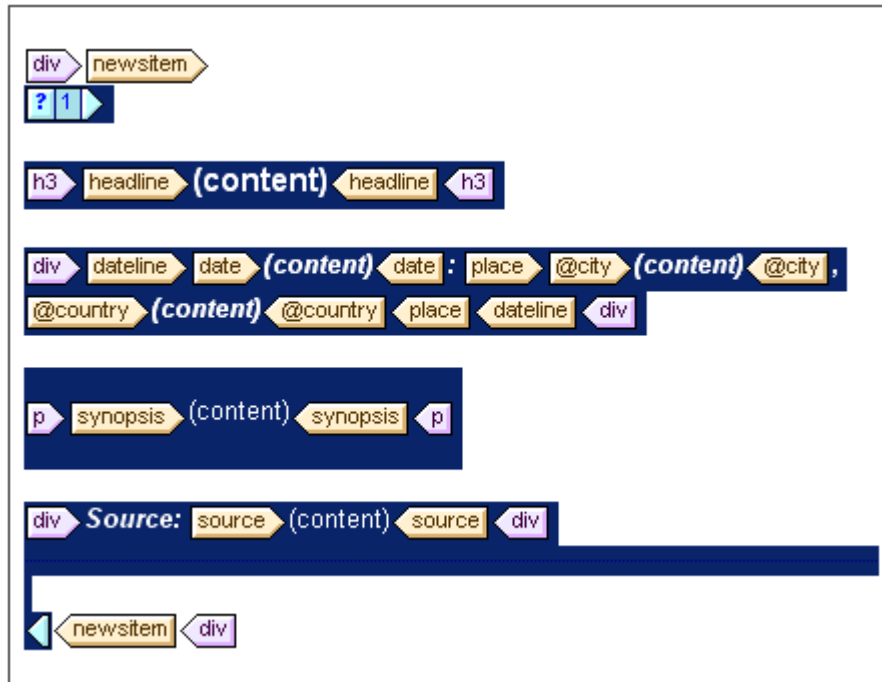 div newsitem
? 1
h3 headline (content) headline h3
div dateline date (content) date : place @city (content) @city ,
@country (content) @country place dateline div
p synopsis (content) synopsis p
div Source: source (content) source div
newsitem div